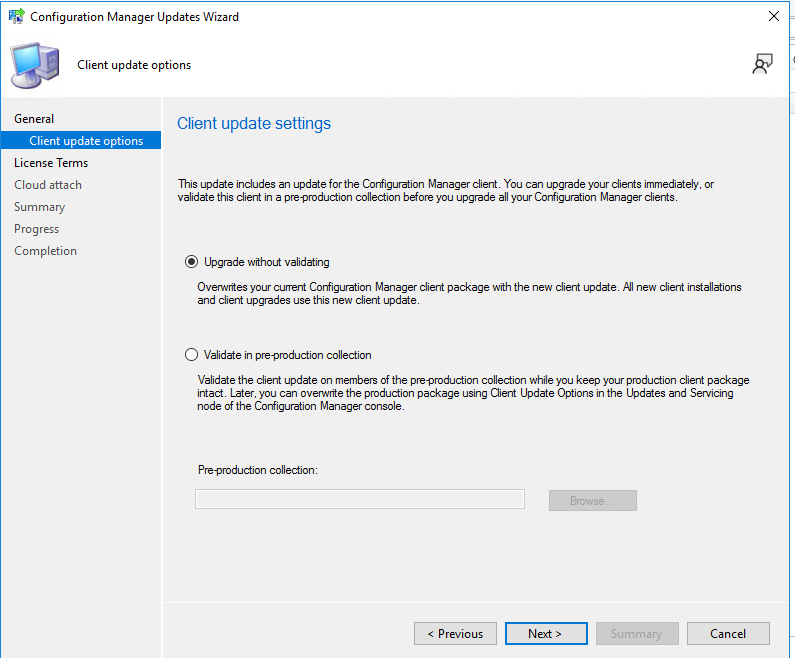 Configuration Manager Updates Wizard
Client update options
General
Client update options
License Terms
Cloud attach
Summary
Progress
Completion
Client update settings
This update includes an update for the Configuration Manager client. You can upgrade your clients immediately, or
validate this client in a pre-production collection before you upgrade all your Configuration Manager clients.
Upgrade without validating
Overwrites your current Configuration Manager client package with the new client update. All new client installations
and client upgrades use this new client update.
Validate in pre-production collection
Validate the client update on members of the pre-production collection while you keep your production client package
intact. Later, you can overwrite the production package using Client Update Options in the Updates and Servicing
node of the Configuration Manager console.
Pre-production collection:
Browse...
< Previous
Next >
Summary
Cancel